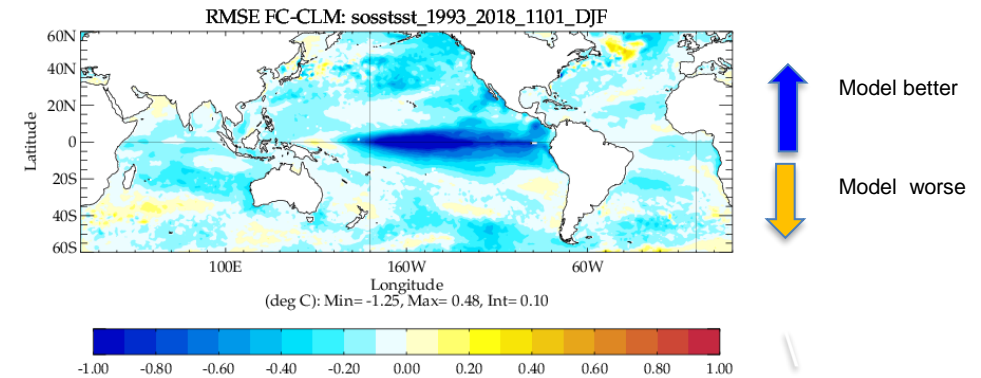 RMSE FC-CLM: sosstsst_1993_2018_1101_DJF
60N
40N
20N
0
20S
40S
60S
Latitude
100E
160W
60W
Longitude
(deg C): Min= -1.25, Max= 0.48, Int= 0.10
-1.00 -0.80 -0.60 -0.40 -0.20 0.00 0.20 0.40 0.60 0.80 1.00
Model better
Model worse